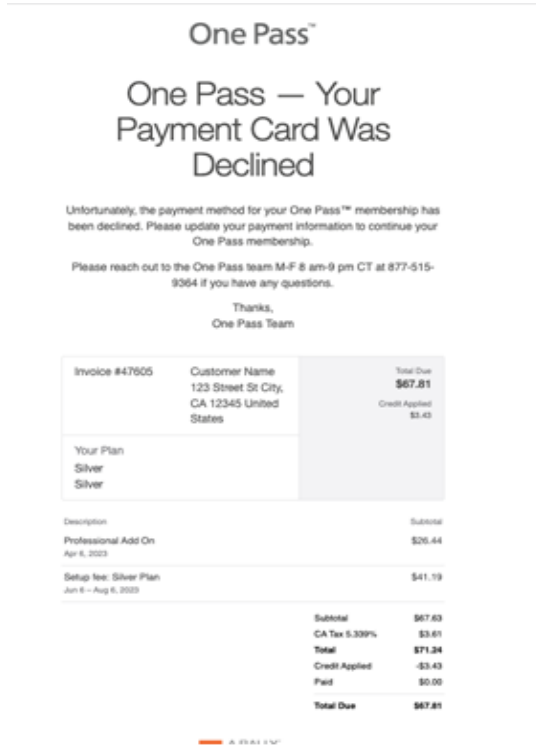 One Pass™
One Pass — Your
Payment Card Was
Declined
Unfortunately, the payment method for your One Pass™ membership has
been declined. Please update your payment information to continue your
One Pass membership.
Please reach out to the One Pass team M-F 8 am-9 pm CT at 877-515-
9364 if you have any questions.
Thanks,
One Pass Team
Invoice #47605
Customer Name
123 Street St City,
CA 12345 United
States
Total Due
$67.81
Credit Applied
$3.43
Your Plan
Silver
Silver
Description Subtotal
Professional Add On $26.44
Apr 6, 2023
Setup fee: Silver Plan $41.19
Jun 6 – Aug 6, 2023
Subtotal $67.63
CA Tax 5.339% $3.61
Total $71.24
Credit Applied -$3.43
Paid $0.00
Total Due $67.81